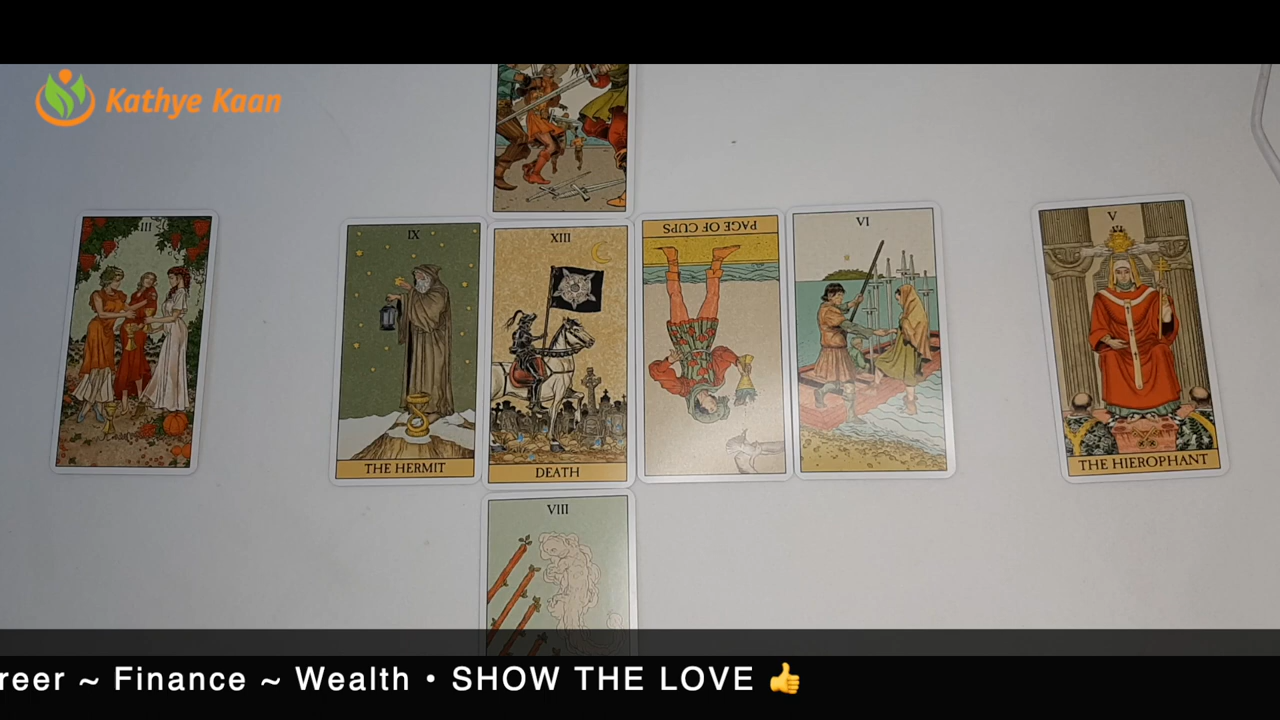 Kathye Kaan
III
IX
XIII
PAGE OF CUPS
VI
V
THE HERMIT
DEATH
THE HIEROPHANT
VIII
reer ~ Finance ~ Wealth • SHOW THE LOVE 👍